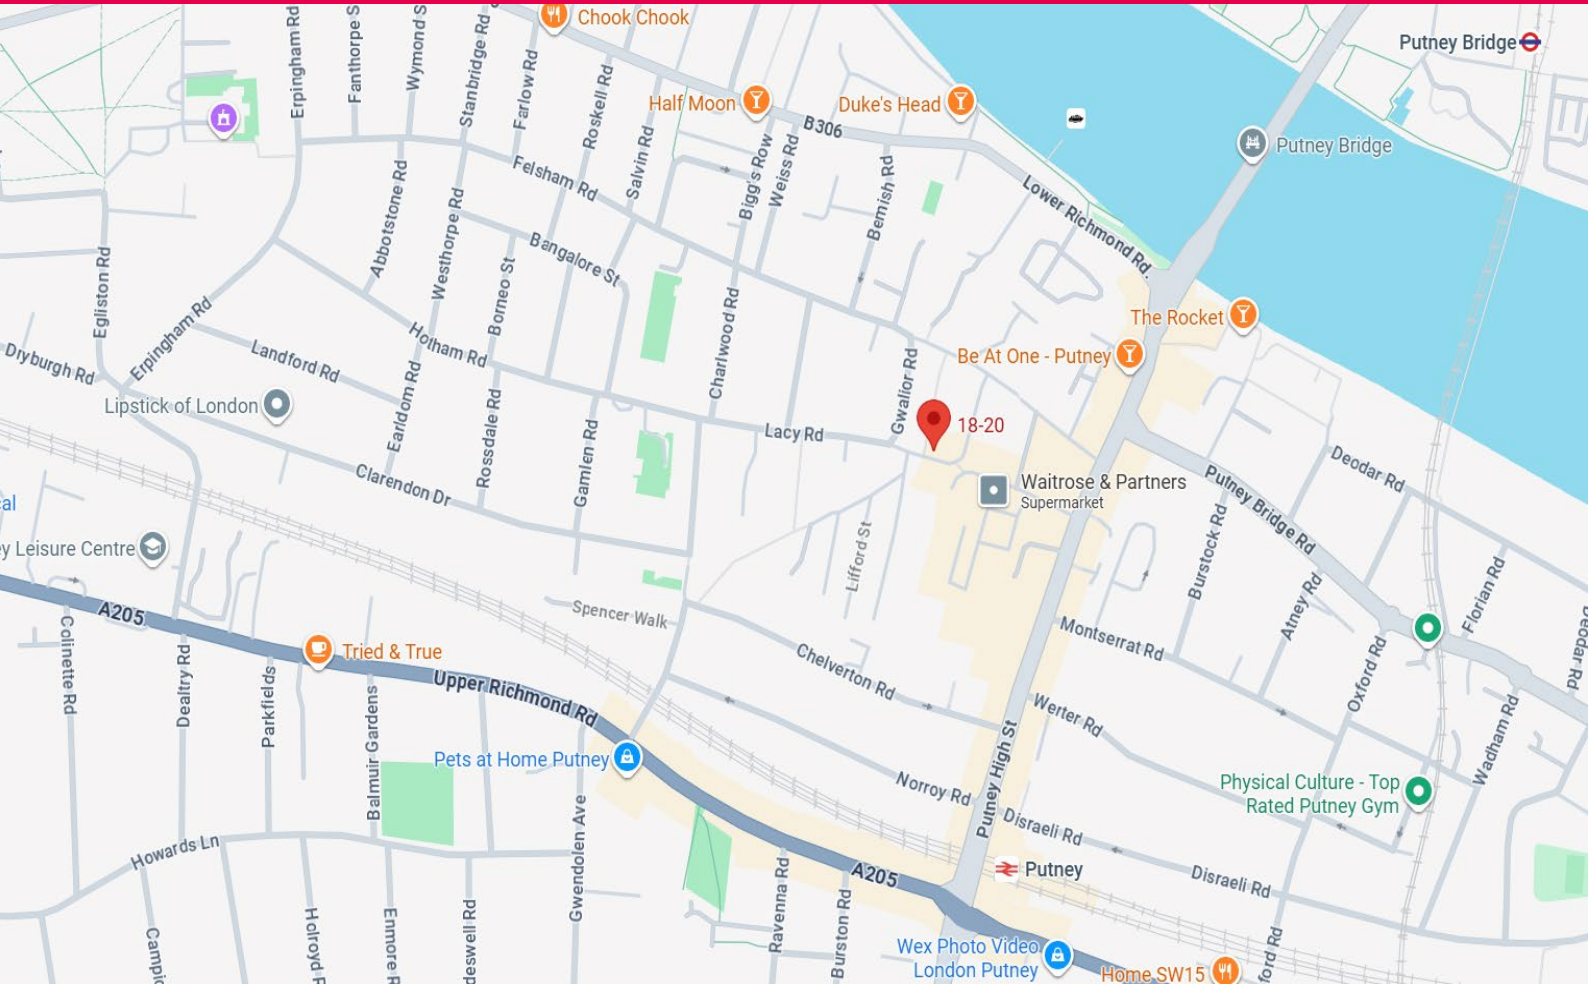 Chook Chook
Putney Bridge
Erpingham Rd
Fanthorpe S
Wymond S
Stanbridge Rd
Farlow Rd
Roskell Rd
Half Moon
Duke's Head
B306
Putney Bridge
Salvin Rd
Bigg's Row
Weiss Rd
Bemish Rd
Felsham Rd
Lower Richmond Rd
Abbotstone Rd
Westhorpe Rd
Bangalore St
Borneo St
Egliston Rd
Erpingham Rd
Charlwood Rd
The Rocket
Be At One - Putney
Hotham Rd
Landford Rd
Dryburgh Rd
Gwalior Rd
Lipstick of London
Earldom Rd
Rossdale Rd
Gamlen Rd
Lacy Rd
18-20
Clarendon Dr
Waitrose & Partners
Supermarket
Deodar Rd
Putney Bridge Rd
cal
ey Leisure Centre
Lifford St
Burstock Rd
Atney Rd
Florian Rd
Deodar Rd
A205
Spencer Walk
Colinette Rd
Dealtry Rd
Parkfields
Tried & True
Upper Richmond Rd
Chelverton Rd
Montserrat Rd
Oxford Rd
Balmuir Gardens
Werter Rd
Wadham Rd
Pets at Home Putney
Norroy Rd
Putney High St
Disraeli Rd
Physical Culture - Top
Rated Putney Gym
Howards Ln
Gwendolen Ave
A205
Putney
Disraeli Rd
Ravenna Rd
Burston Rd
Campio
Holroyd R
Enmore R
deswell Rd
Wex Photo Video
London Putney
Home SW15
ford Rd